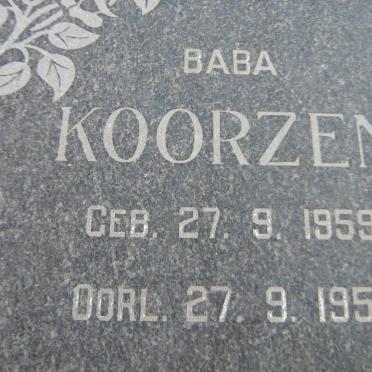 BABA
KOORZEN
GEB. 27. 9. 1959
OORL. 27. 9. 195